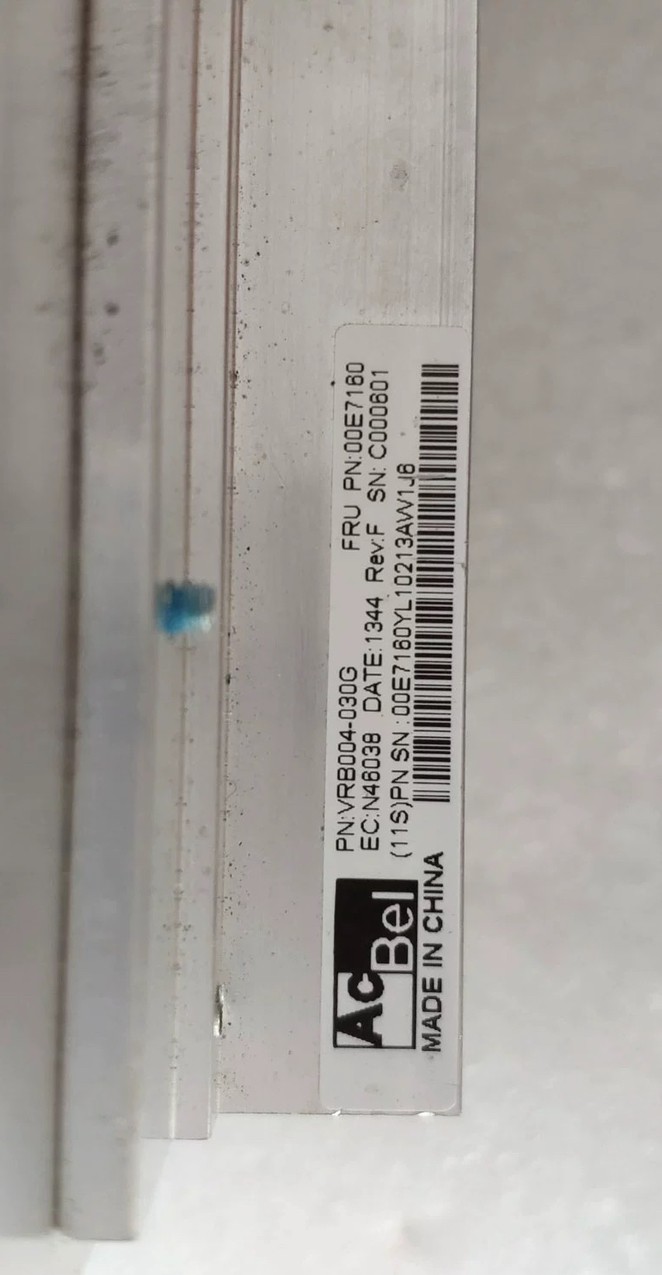 AcBel
PN:VRB004-030G FRU PN:00E7160
EC:N46038 DATE:1344 Rev:F SN:C000601
(11S)PN SN:00E7160YL10213AW1J6
MADE IN CHINA